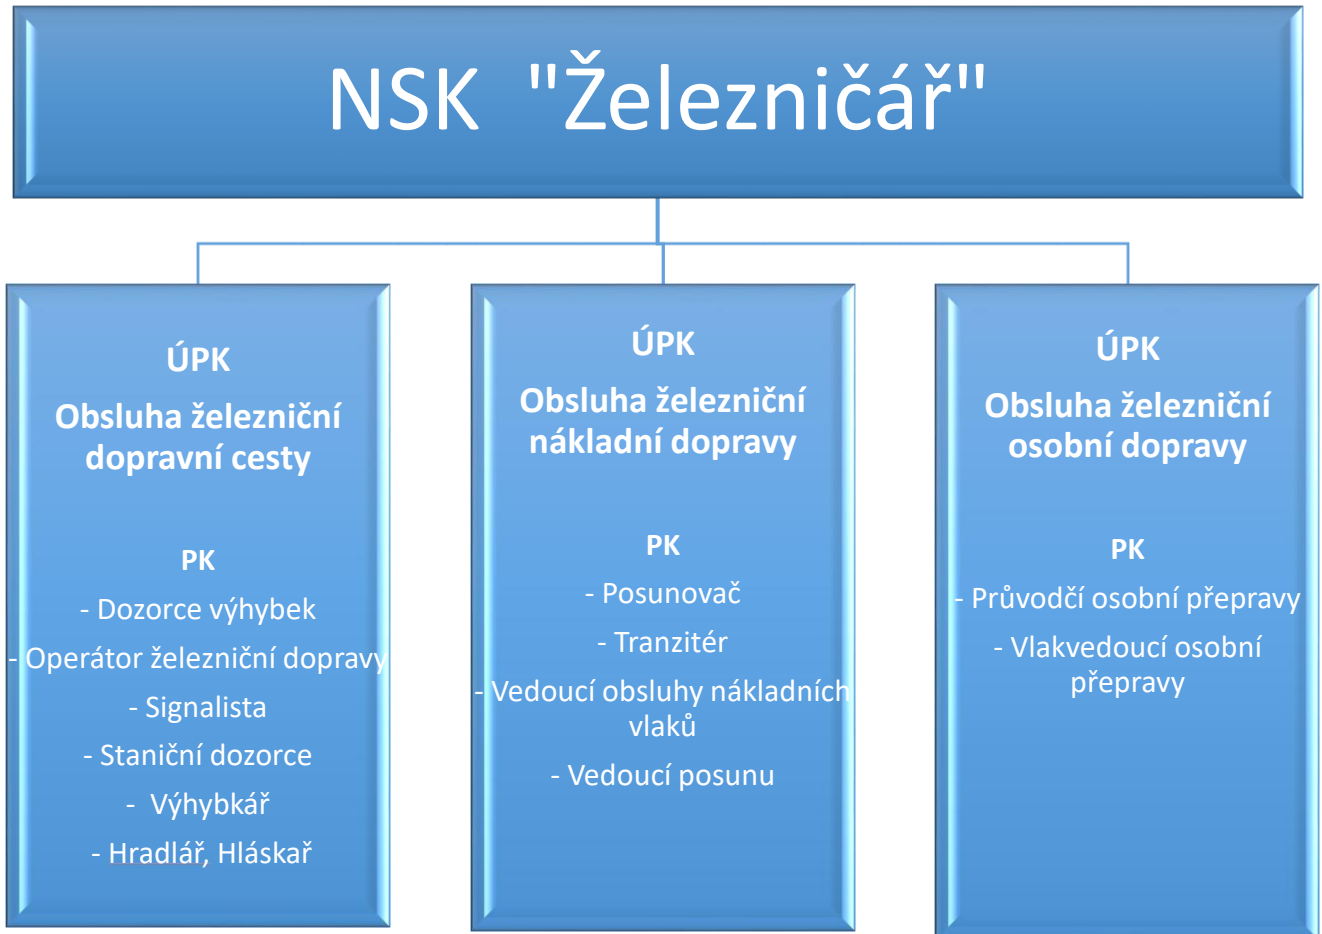 NSK "Železničář"
ÚPK
Obsluha železniční
dopravní cesty
PK
- Dozorce výhybek
- Operátor železniční dopravy
- Signalista
- Staniční dozorce
- Výhybkář
- Hradlář, Hláskař
ÚPK
Obsluha železniční
nákladní dopravy
PK
- Posunovač
- Tranzitér
- Vedoucí obsluhy nákladních
vlaků
- Vedoucí posunu
ÚPK
Obsluha železniční
osobní dopravy
PK
- Průvodčí osobní přepravy
- Vlakvedoucí osobní
přepravy